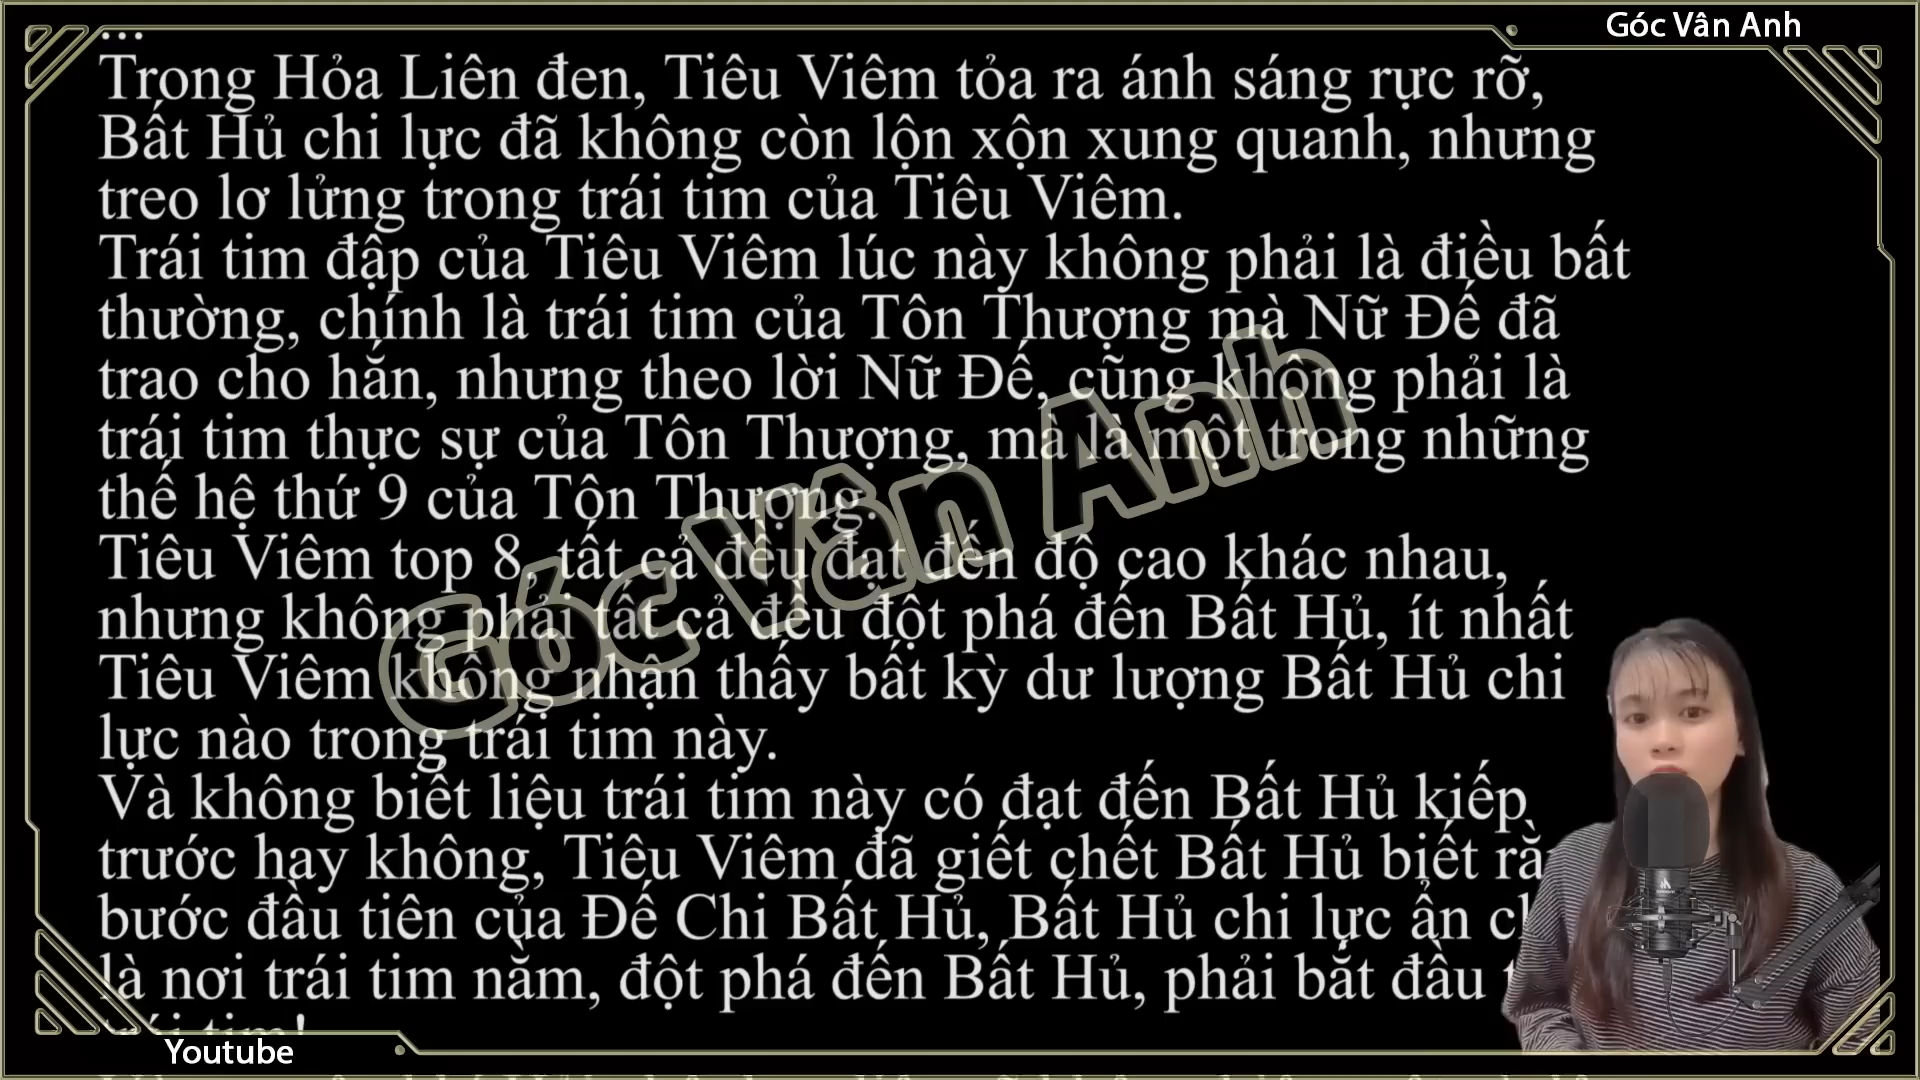 Góc Vân Anh
...
Trong Hỏa Liên đen, Tiêu Viêm tỏa ra ánh sáng rực rỡ,
Bất Hủ chi lực đã không còn lộn xộn xung quanh, nhưng
treo lơ lửng trong trái tim của Tiêu Viêm.
Trái tim đập của Tiêu Viêm lúc này không phải là điều bất
thường, chính là trái tim của Tôn Thượng mà Nữ Đế đã
trao cho hắn, nhưng theo lời Nữ Đế, cũng không phải là
trái tim thực sự của Tôn Thượng, mà là một trong những
thế hệ thứ 9 của Tôn Thượng.
Tiêu Viêm top 8, tất cả đều đạt đến độ cao khác nhau,
nhưng không phải tất cả đều đột phá đến Bất Hủ, ít nhất
Tiêu Viêm không nhận thấy bất kỳ dư lượng Bất Hủ chi
lực nào trong trái tim này.
Và không biết liệu trái tim này có đạt đến Bất Hủ kiếp
trước hay không, Tiêu Viêm đã giết chết Bất Hủ biết
bước đầu tiên của Đế Chi Bất Hủ, Bất Hủ chi lực ẩn
là nơi trái tim nằm, đột phá đến Bất Hủ, phải bắt đầu
trái tim!
Góc Vân Anh
Youtube